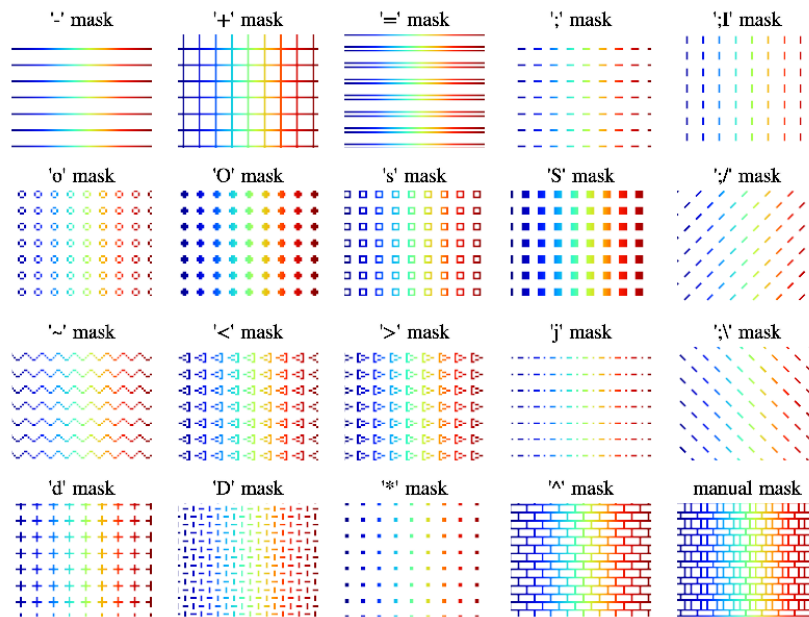 '-' mask
'+' mask
'=' mask
';' mask
';I' mask
'o' mask
'O' mask
's' mask
'S' mask
';/' mask
'~' mask
'<' mask
'>' mask
'j' mask
';\' mask
'd' mask
'D' mask
'*' mask
'^' mask
manual mask